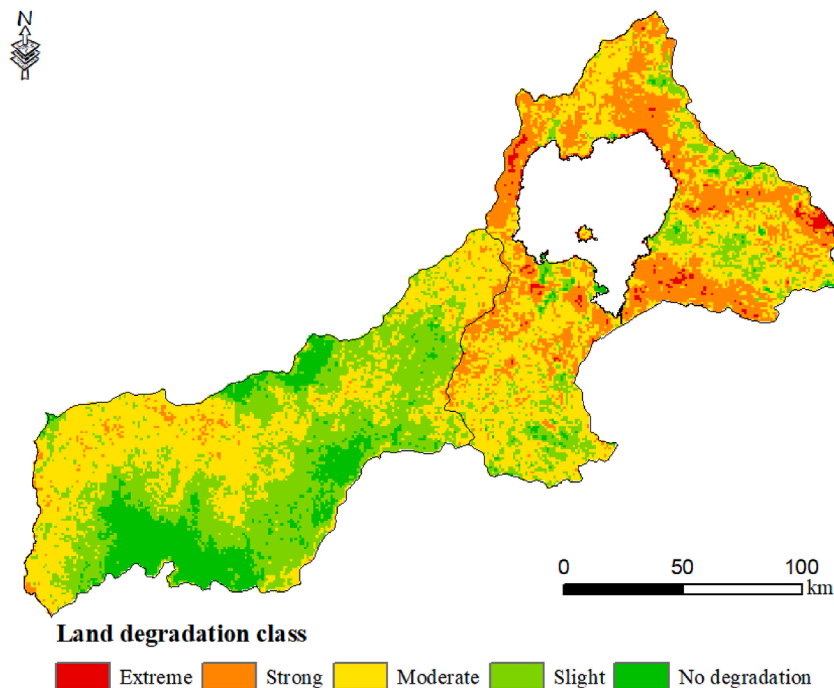 N
0 50 100
km
Land degradation class
Extreme Strong Moderate Slight No degradation